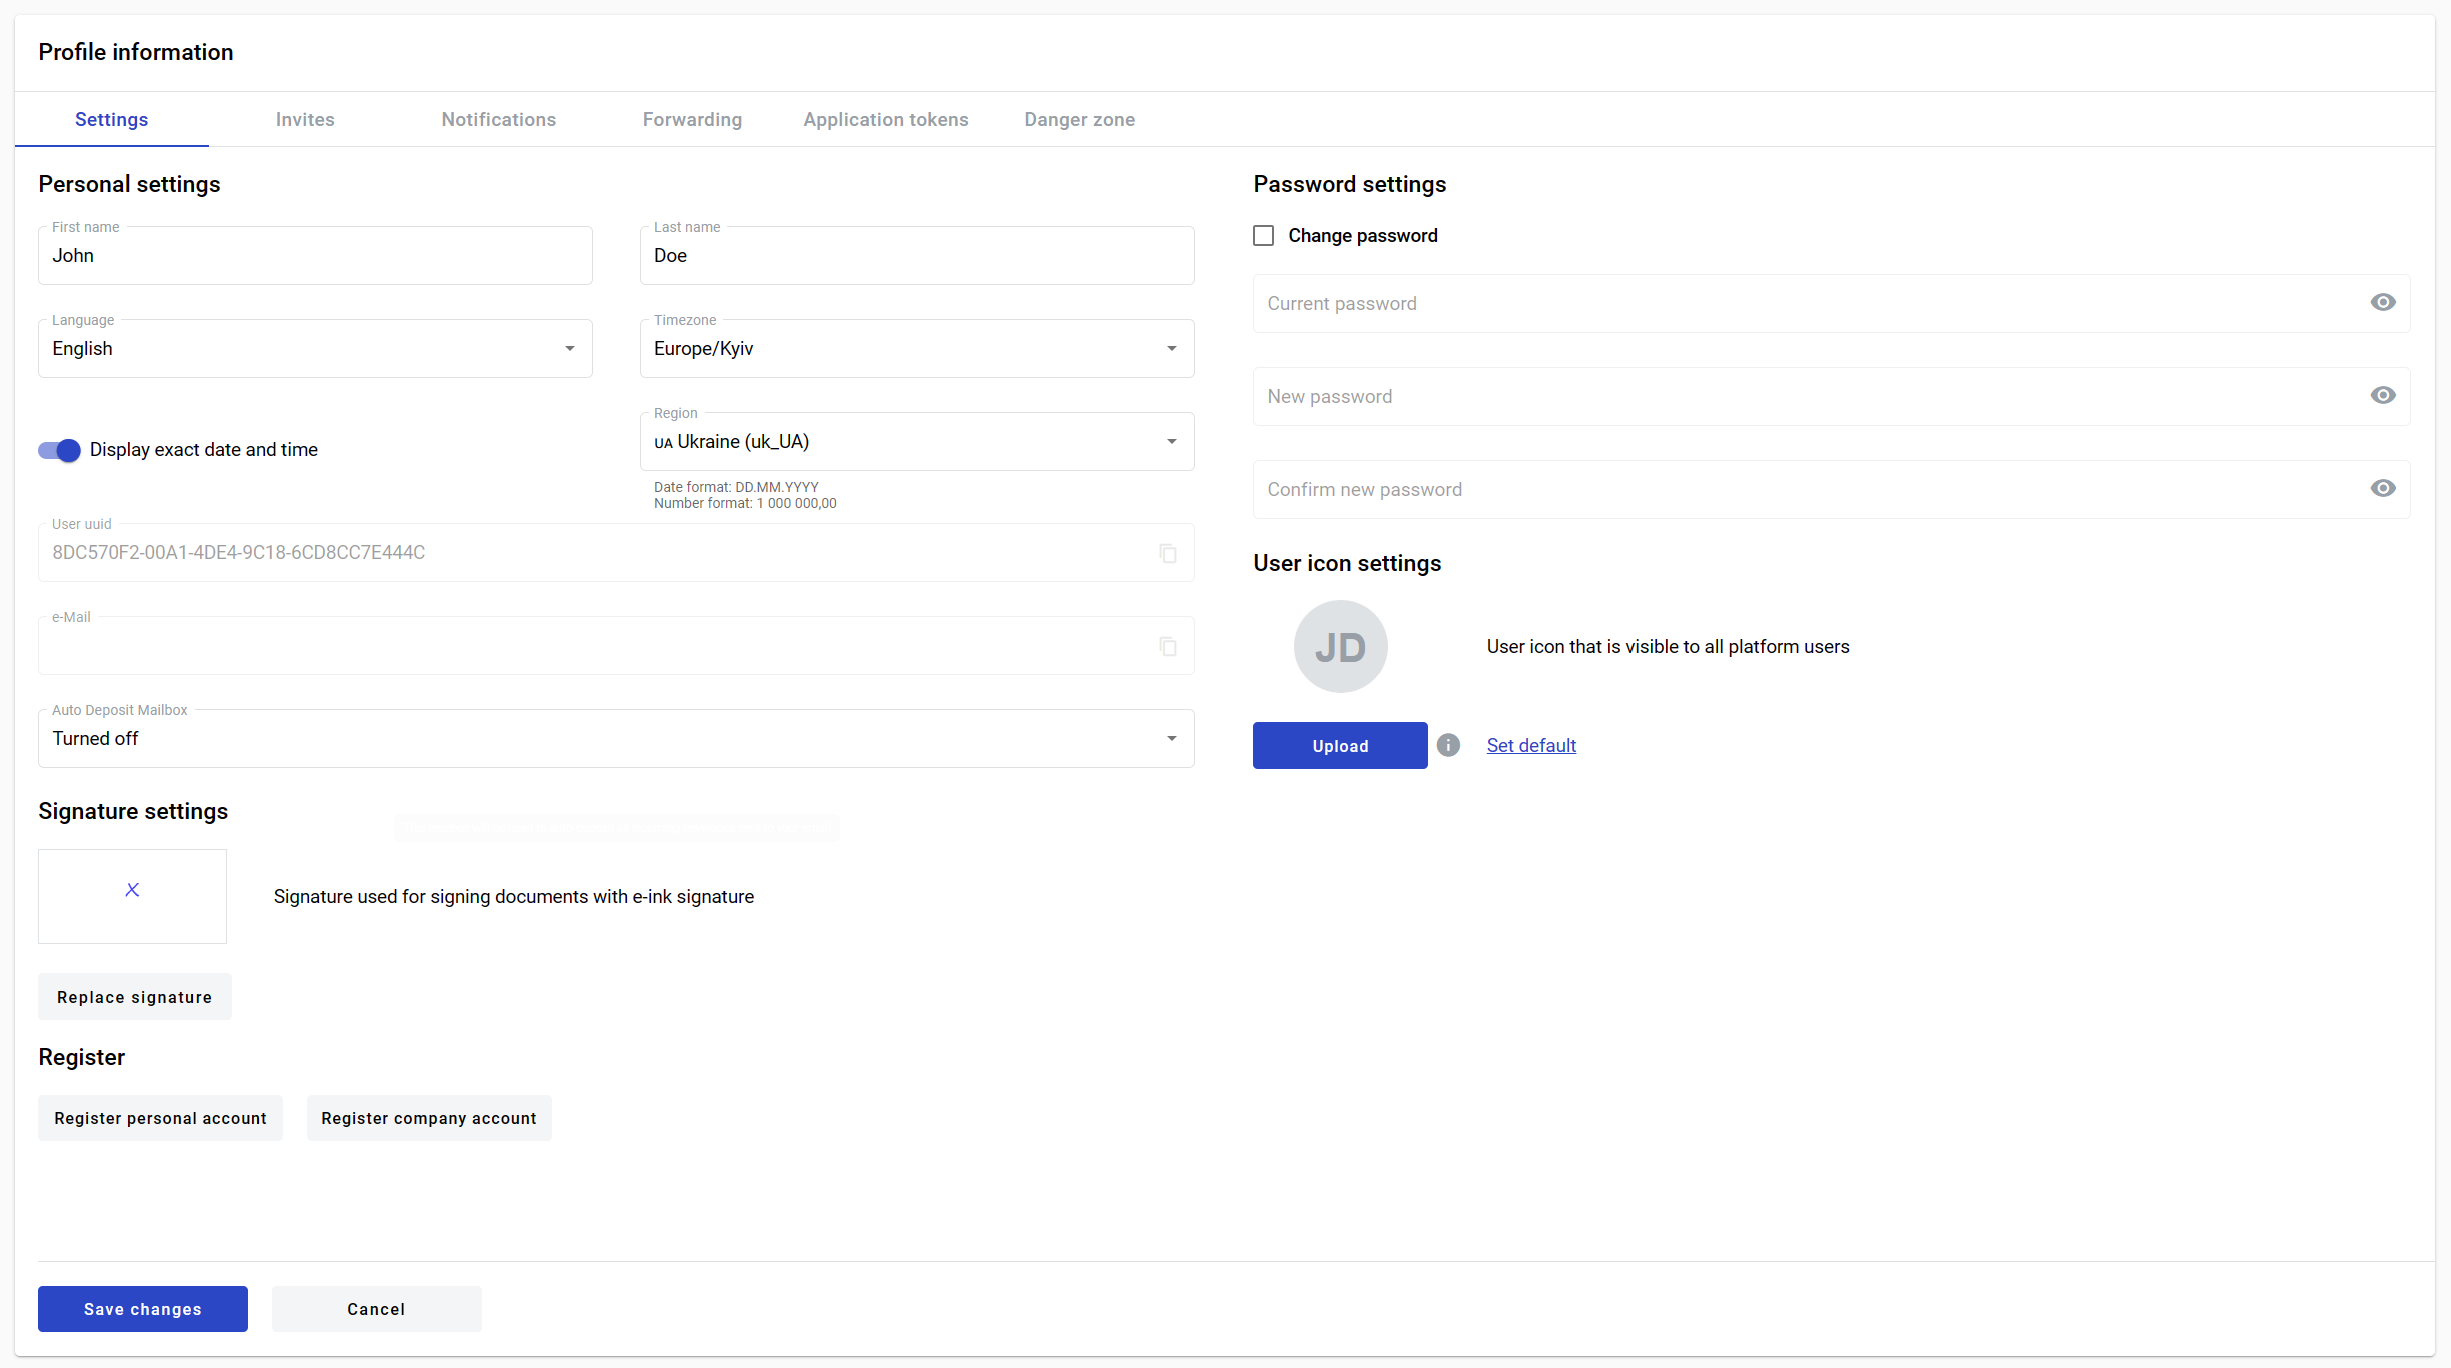 Profile information
Settings
Invites
Notifications
Forwarding
Application tokens
Danger zone
Personal settings
First name
John
Last name
Doe
Language
English
Timezone
Europe/Kyiv
Display exact date and time
Region
UA Ukraine (uk_UA)
Date format: DD.MM.YYYY
Number format: 1 000 000,00
User uuid
8DC570F2-00A1-4DE4-9C18-6CD8CC7E444C
e-Mail
Auto Deposit Mailbox
Turned off
Signature settings
X
Signature used for signing documents with e-ink signature
Replace signature
Register
Register personal account
Register company account
Password settings
Change password
Current password
New password
Confirm new password
User icon settings
JD
User icon that is visible to all platform users
Upload
Set default
Save changes
Cancel